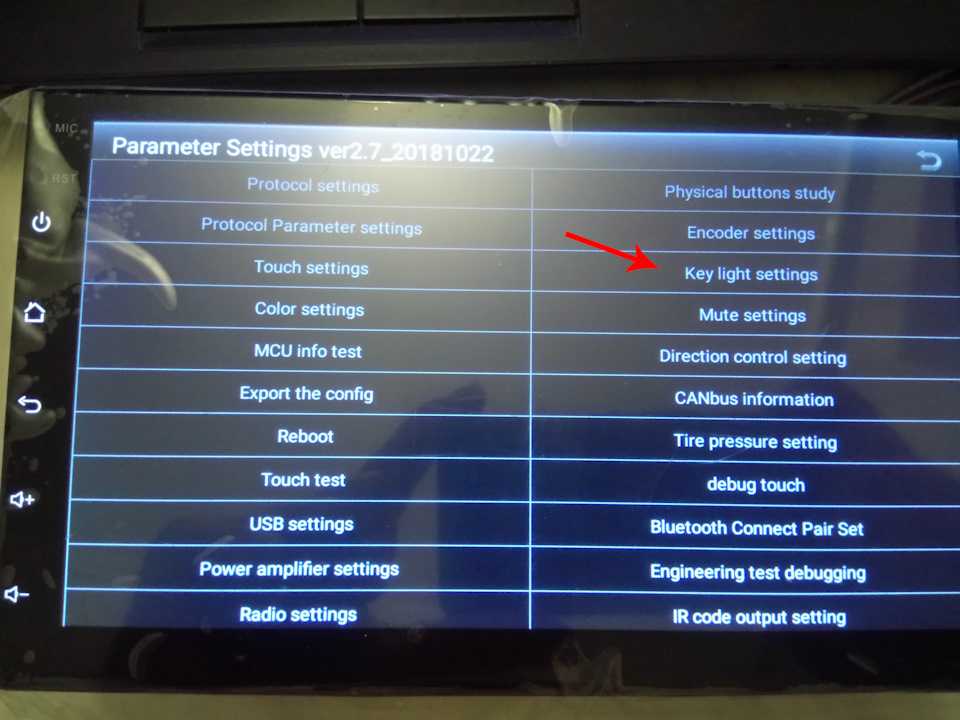 MIC
Parameter Settings ver2.7_20181022
RST
Protocol settings
Physical buttons study
Protocol Parameter settings
Encoder settings
Touch settings
Key light settings
Color settings
Mute settings
MCU info test
Direction control setting
Export the config
CANbus information
Reboot
Tire pressure setting
Touch test
debug touch
USB settings
Bluetooth Connect Pair Set
Power amplifier settings
Engineering test debugging
Radio settings
IR code output setting